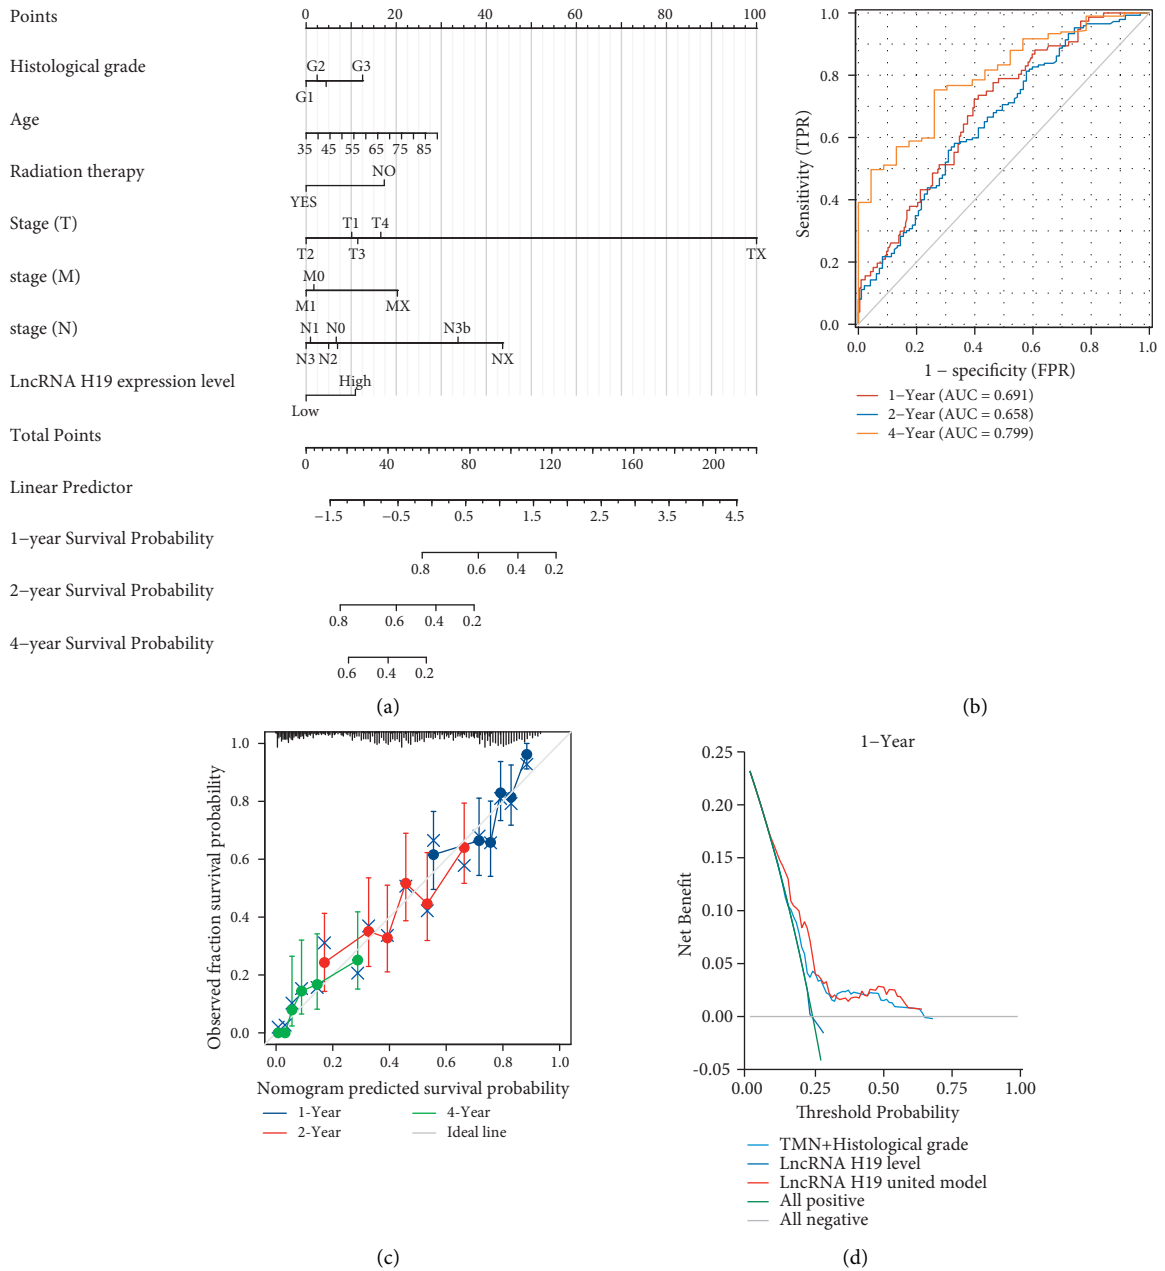 Points
0 20 40 60 80 100
Histological grade
G2 G3
G1
Age
35 45 55 65 75 85
Radiation therapy
NO
YES
Stage (T)
T1 T4
T2 T3 TX
stage (M)
M0
M1 MX
stage (N)
N1 N0 N3b
N3 N2 NX
LncRNA H19 expression level
High
Low
Total Points
0 40 80 120 160 200
Linear Predictor
−1.5 −0.5 0.5 1.5 2.5 3.5 4.5
1−year Survival Probability
0.8 0.6 0.4 0.2
2−year Survival Probability
0.8 0.6 0.4 0.2
4−year Survival Probability
0.6 0.4 0.2
(a)
Sensitivity (TPR)
1.0
0.8
0.6
0.4
0.2
0.0
0.0 0.2 0.4 0.6 0.8 1.0
1 − specificity (FPR)
1−Year (AUC = 0.691)
2−Year (AUC = 0.658)
4−Year (AUC = 0.799)
(b)
Observed fraction survival probability
1.0
0.8
0.6
0.4
0.2
0.0
0.0 0.2 0.4 0.6 0.8 1.0
Nomogram predicted survival probability
1-Year 4-Year
2-Year Ideal line
(c)
1−Year
Net Benefit
0.25
0.20
0.15
0.10
0.05
0.00
-0.05
0.00 0.25 0.50 0.75 1.00
Threshold Probability
TMN+Histological grade
LncRNA H19 level
LncRNA H19 united model
All positive
All negative
(d)